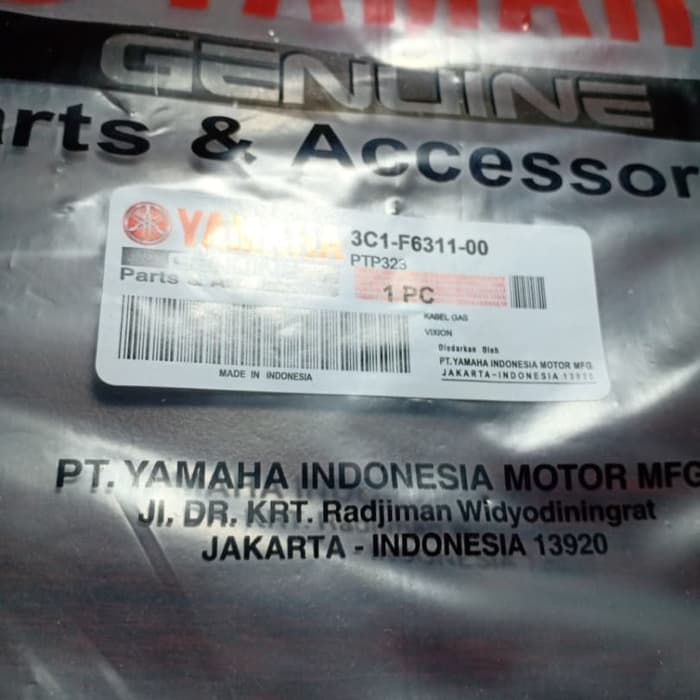 YAMAHA
GENUINE
Parts & Accessor
YAMAHA
3C1-F6311-00
PTP323
Parts & A
1 PC
KABEL GAS
VIXION
Diedarkan Oleh
PT.YAMAHA INDONESIA MOTOR MFG.
JAKARTA-INDONESIA 13920
MADE IN INDONESIA
PT. YAMAHA INDONESIA MOTOR MFG
Jl. DR. KRT. Radjiman Widyodiningrat
JAKARTA - INDONESIA 13920